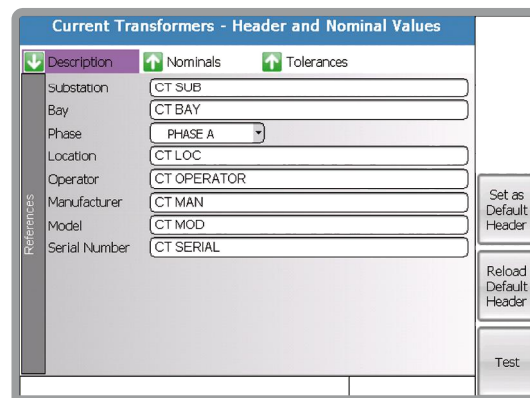 Current Transformers - Header and Nominal Values
Description
Nominals
Tolerances
References
Substation
CT SUB
Bay
CT BAY
Phase
PHASE A
Location
CT LOC
Operator
CT OPERATOR
Manufacturer
CT MAN
Model
CT MOD
Serial Number
CT SERIAL
Set as
Default
Header
Reload
Default
Header
Test